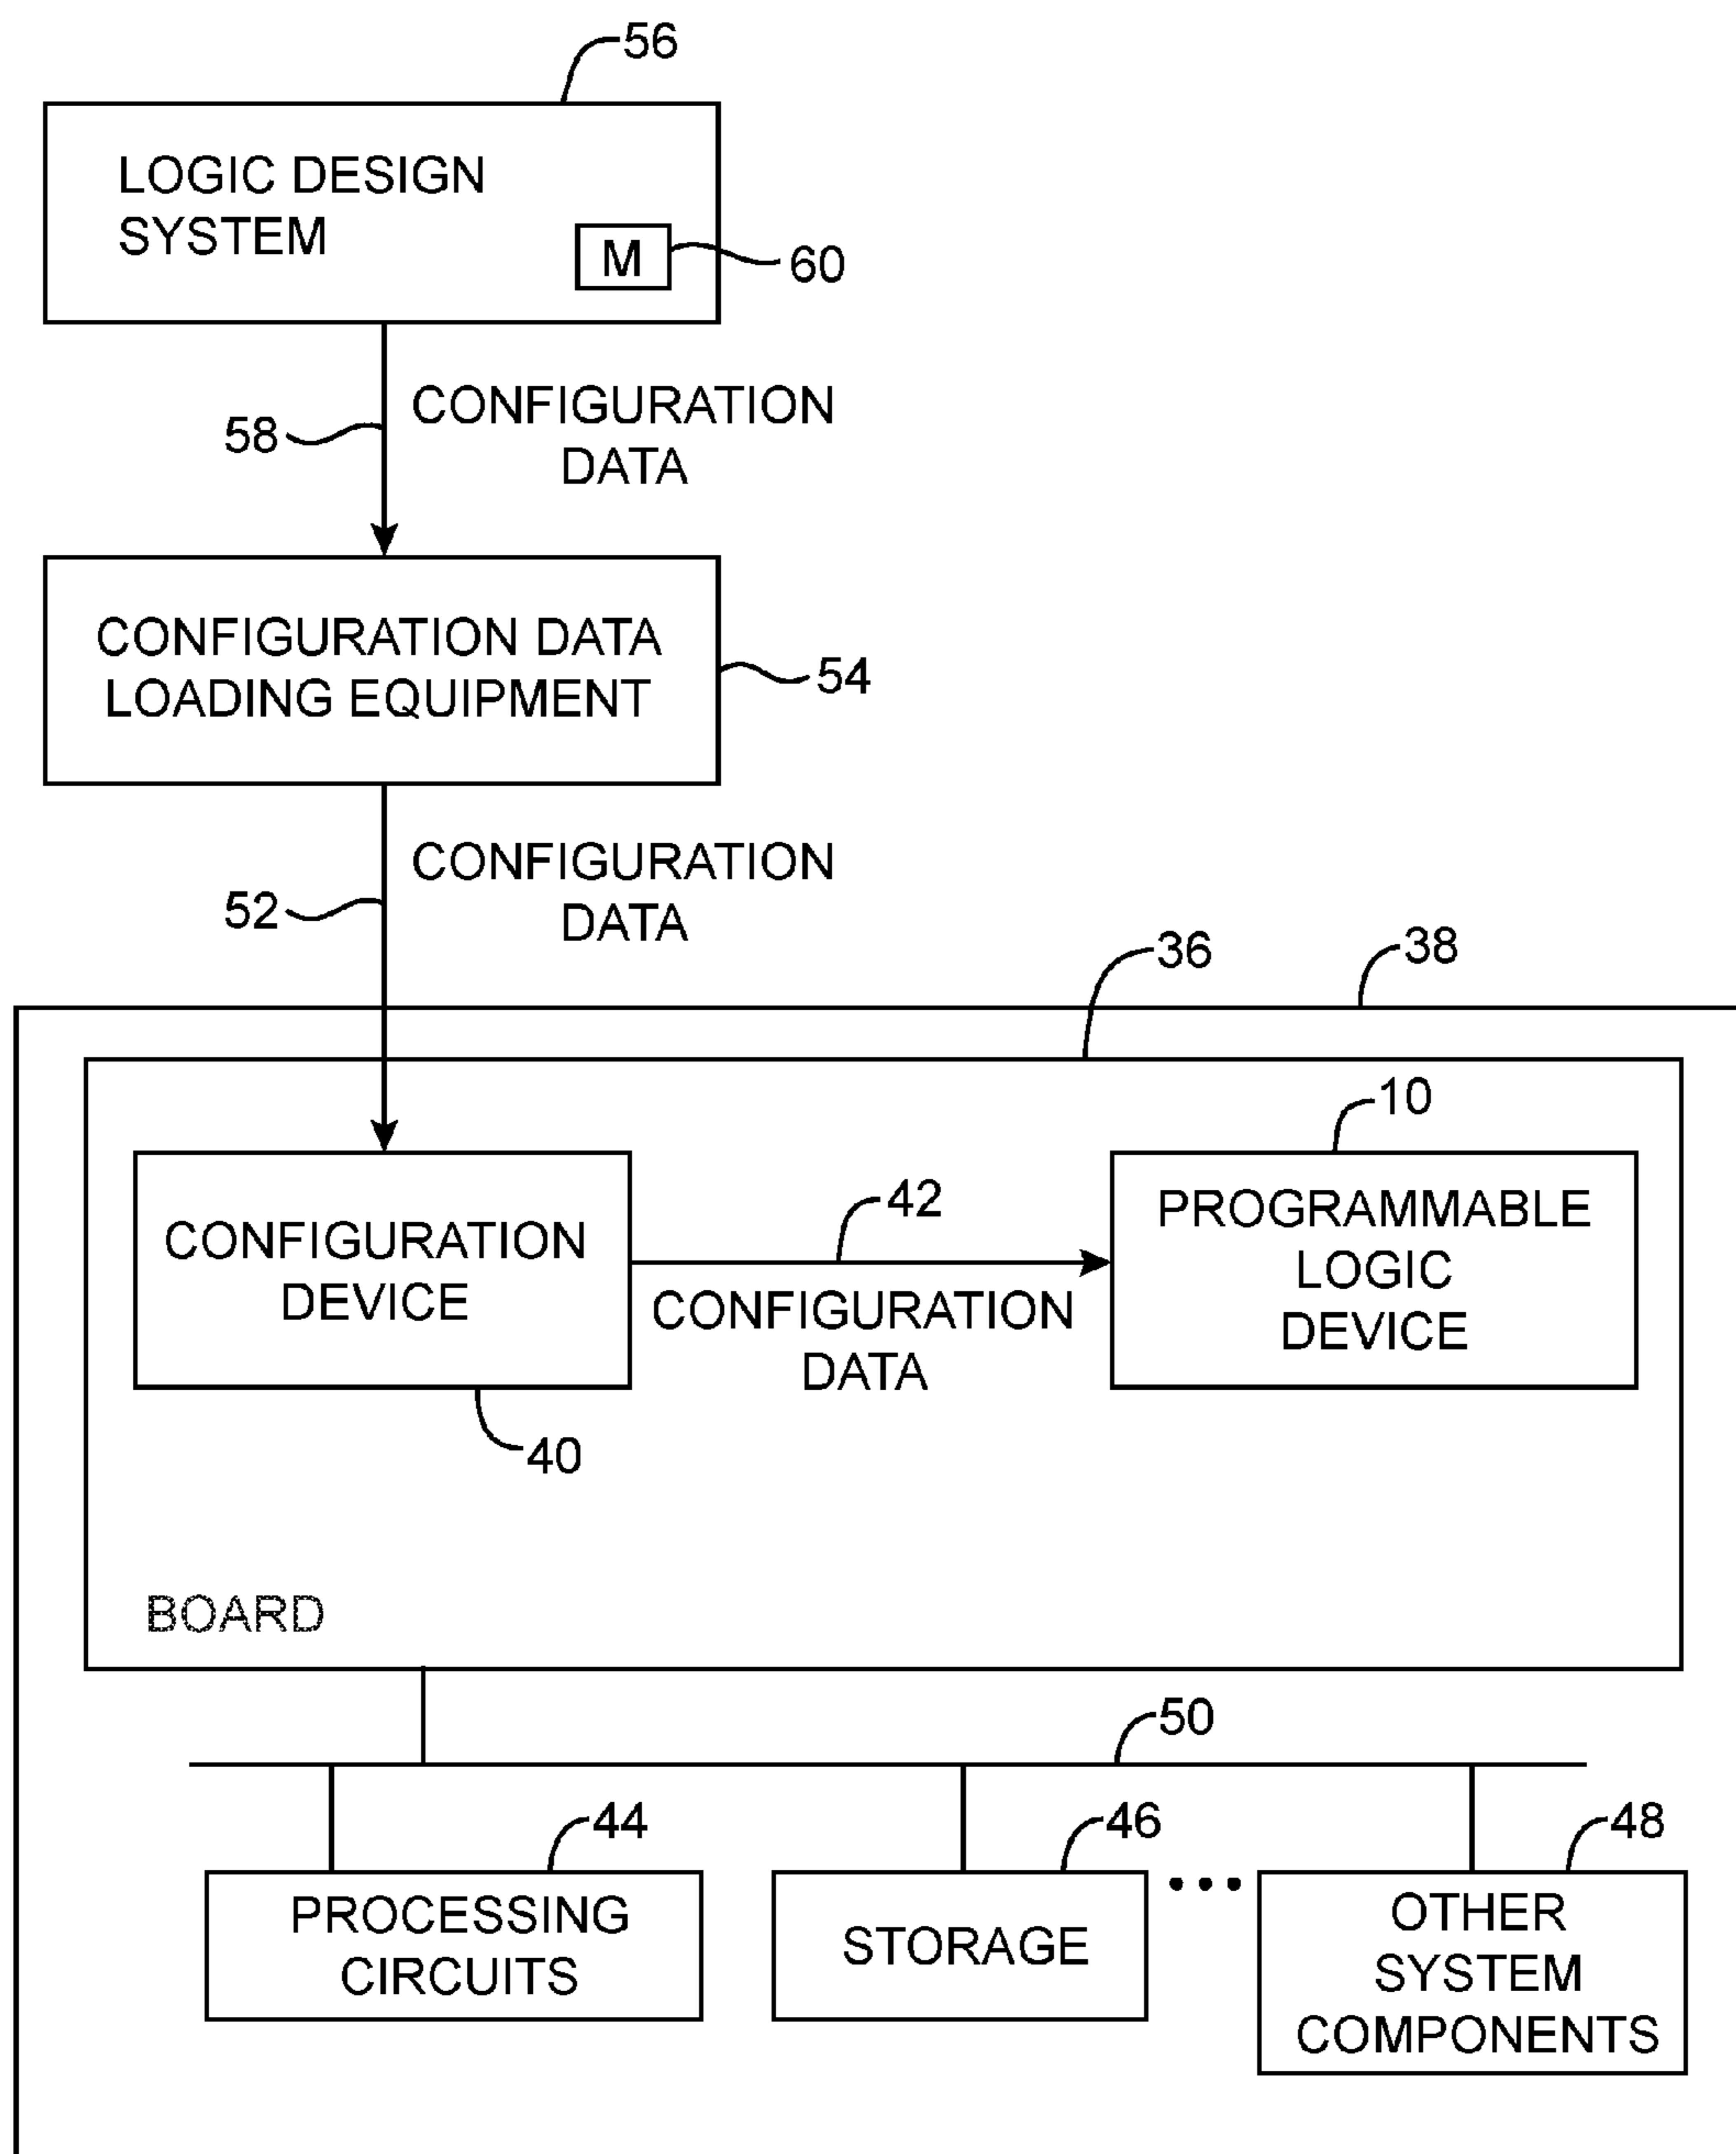 56
LOGIC DESIGN
SYSTEM
M
60
58
CONFIGURATION
DATA
CONFIGURATION DATA
LOADING EQUIPMENT
54
52
CONFIGURATION
DATA
36
38
10
CONFIGURATION
DEVICE
40
42
CONFIGURATION
DATA
PROGRAMMABLE
LOGIC
DEVICE
BOARD
50
44
PROCESSING
CIRCUITS
46
STORAGE
•••
48
OTHER
SYSTEM
COMPONENTS